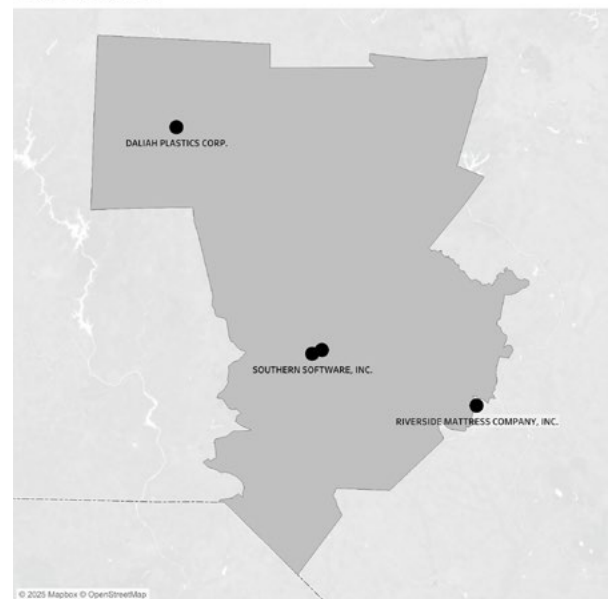 DALIAH PLASTICS CORP.
SOUTHERN SOFTWARE, INC.
RIVERSIDE MATTRESS COMPANY, INC.
© 2025 Mapbox © OpenStreetMap